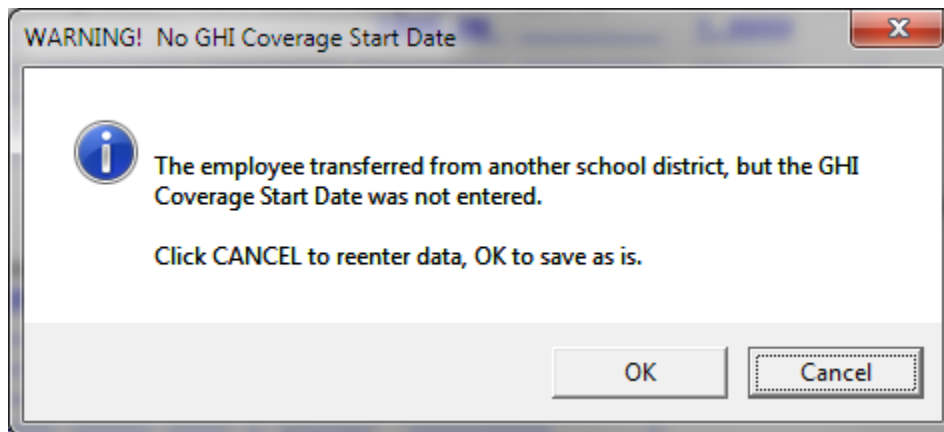 WARNING! No GHI Coverage Start Date
The employee transferred from another school district, but the GHI
Coverage Start Date was not entered.
Click CANCEL to reenter data, OK to save as is.
OK
Cancel